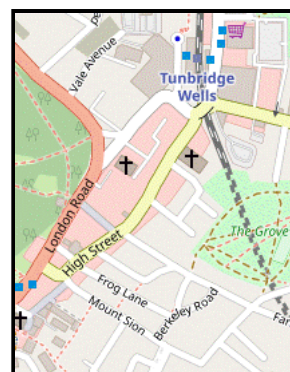 Vale Avenue
Tunbridge
Wells
London Road
High Street
The Grove
Frog Lane
Mount Sion
Berkeley Road